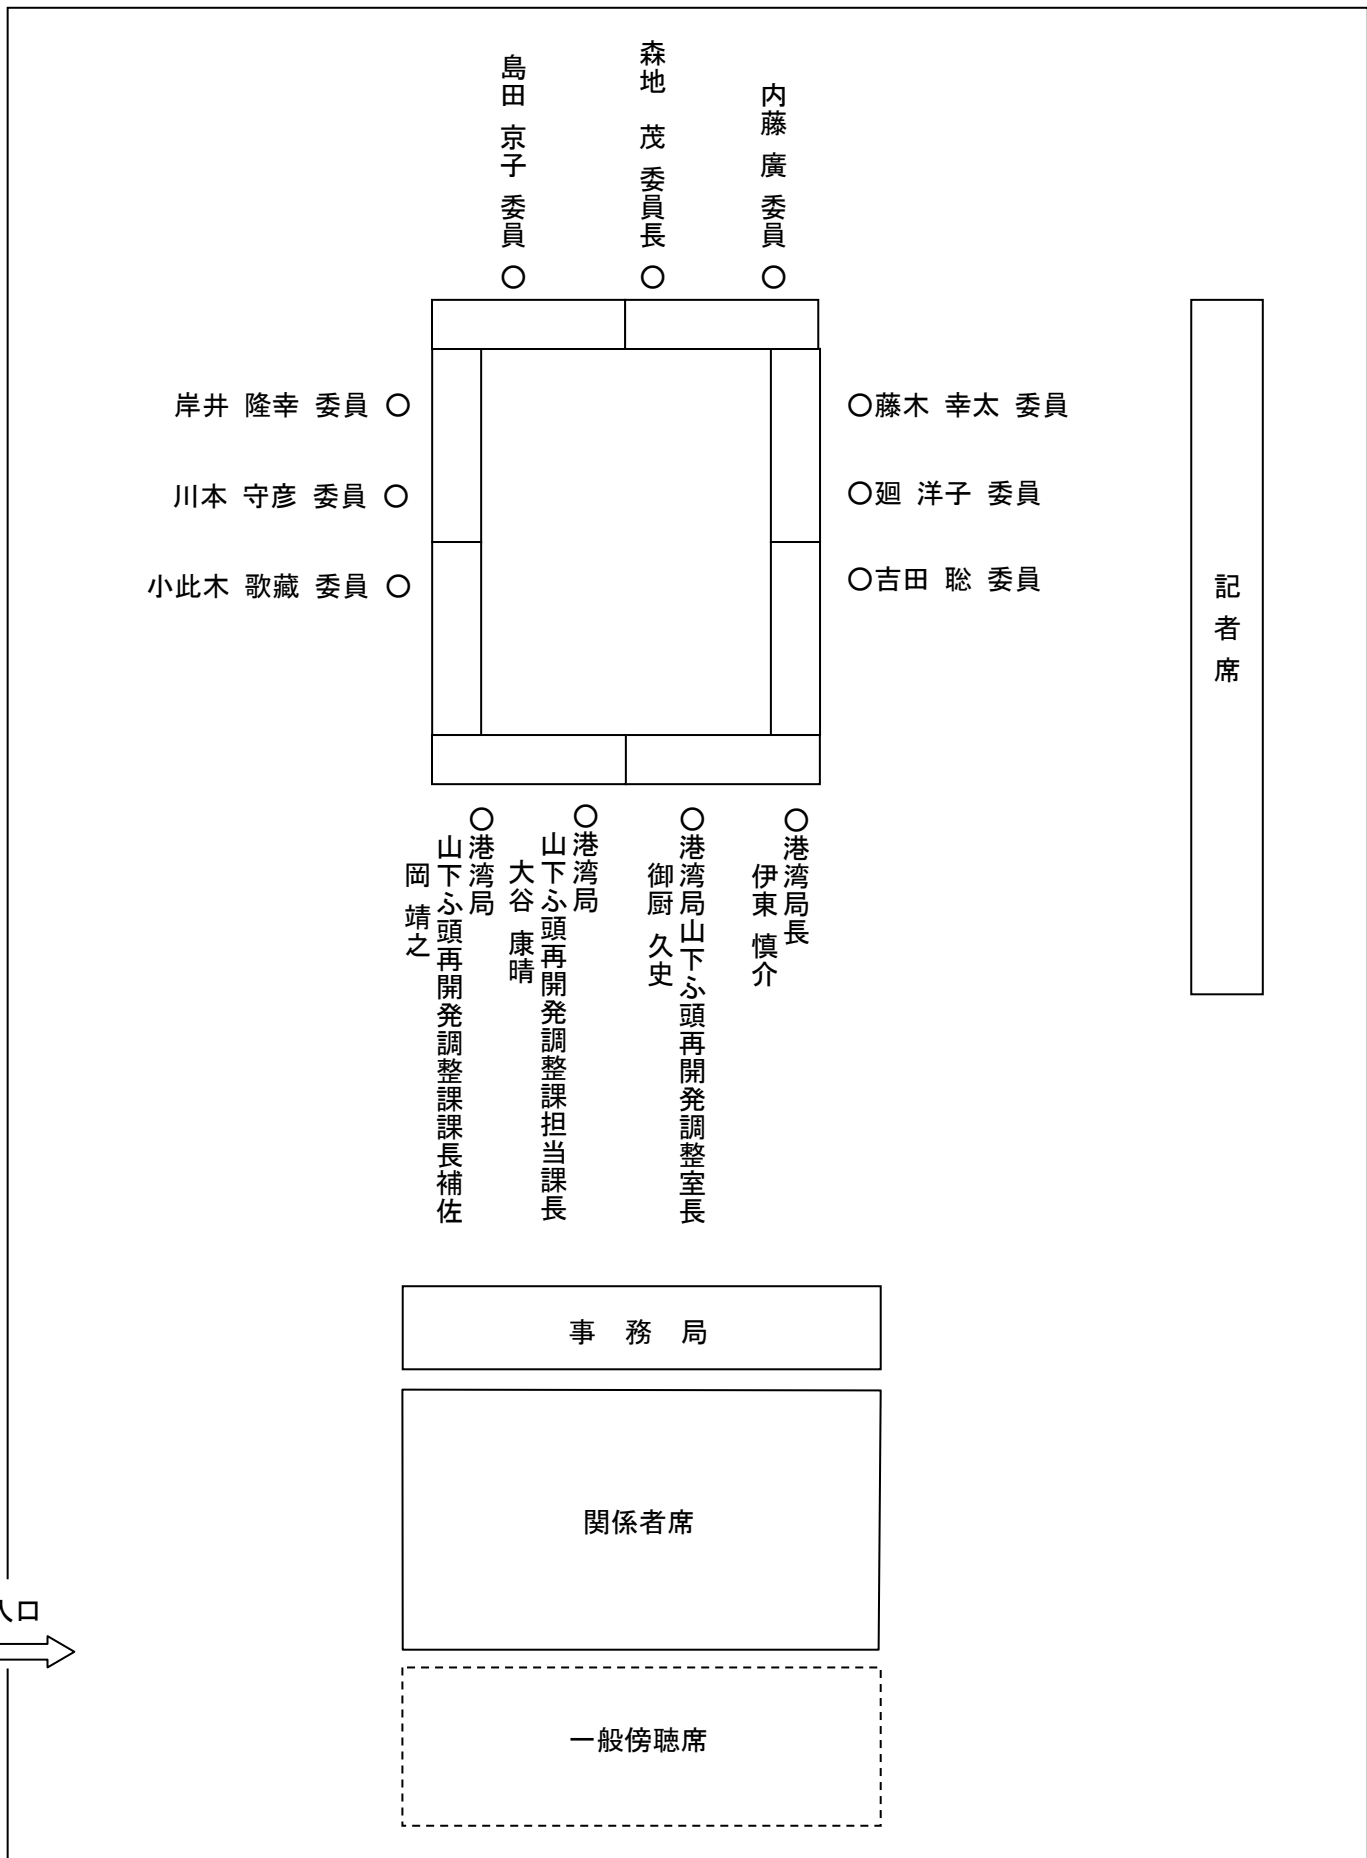 島田 京子 委員 ○
森地 茂 委員長 ○
内藤 廣 委員 ○
岸井 隆幸 委員 ○
川本 守彦 委員 ○
小此木 歌藏 委員 ○
○藤木 幸太 委員
○廻 洋子 委員
○吉田 聡 委員
記者席
○港湾局長
伊東 慎介
○港湾局山下ふ頭再開発調整室長
御厨 久史
○港湾局
山下ふ頭再開発調整課担当課長
大谷 康晴
○港湾局
山下ふ頭再開発調整課課長補佐
岡 靖之
事 務 局
関係者席
入口
一般傍聴席